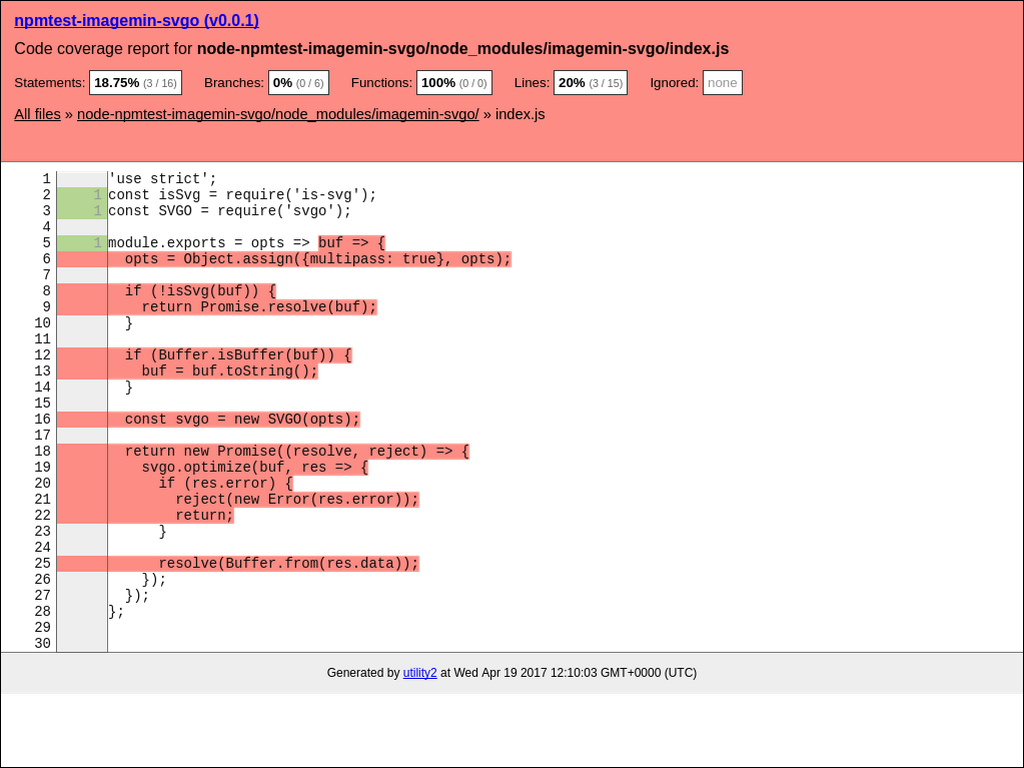 npmtest-imagemin-svgo (v0.0.1)
Code coverage report for node-npmtest-imagemin-svgo/node_modules/imagemin-svgo/index.js
Statements: 18.75% (3 / 16) Branches: 0% (0 / 6) Functions: 100% (0 / 0) Lines: 20% (3 / 15) Ignored: none
All files » node-npmtest-imagemin-svgo/node_modules/imagemin-svgo/ » index.js
1 'use strict';
2 1 const isSvg = require('is-svg');
3 1 const SVGO = require('svgo');
4
5 1 module.exports = opts => buf => {
6   opts = Object.assign({multipass: true}, opts);
7
8   if (!isSvg(buf)) {
9     return Promise.resolve(buf);
10   }
11
12   if (Buffer.isBuffer(buf)) {
13     buf = buf.toString();
14   }
15
16   const svgo = new SVGO(opts);
17
18   return new Promise((resolve, reject) => {
19     svgo.optimize(buf, res => {
20       if (res.error) {
21         reject(new Error(res.error));
22         return;
23       }
24
25       resolve(Buffer.from(res.data));
26     });
27   });
28 };
29
30
Generated by utility2 at Wed Apr 19 2017 12:10:03 GMT+0000 (UTC)